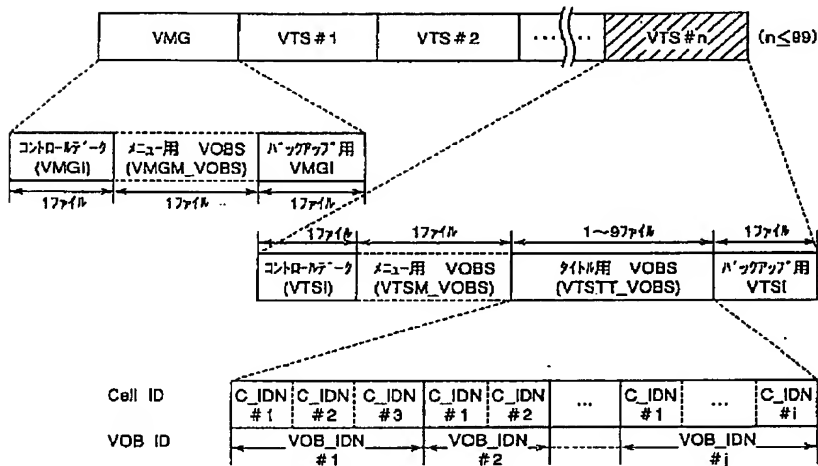 VMG VTS#1 VTS#2 ..... VTS#n (n≦99)
コントロールデータ メニュー用 VOBS バックアップ用
(VMGI) (VMGM_VOBS) VMGI
1ファイル 1ファイル 1ファイル
1ファイル 1ファイル 1〜9ファイル 1ファイル
コントロールデータ メニュー用 VOBS タイトル用 VOBS バックアップ用
(VTSI) (VTSM_VOBS) (VTSTT_VOBS) VTSI
Cell ID C_IDN C_IDN C_IDN C_IDN C_IDN ... C_IDN ... C_IDN
#1 #2 #3 #1 #2 #1 #i
VOB ID VOB_IDN VOB_IDN VOB_IDN
#1 #2 #j